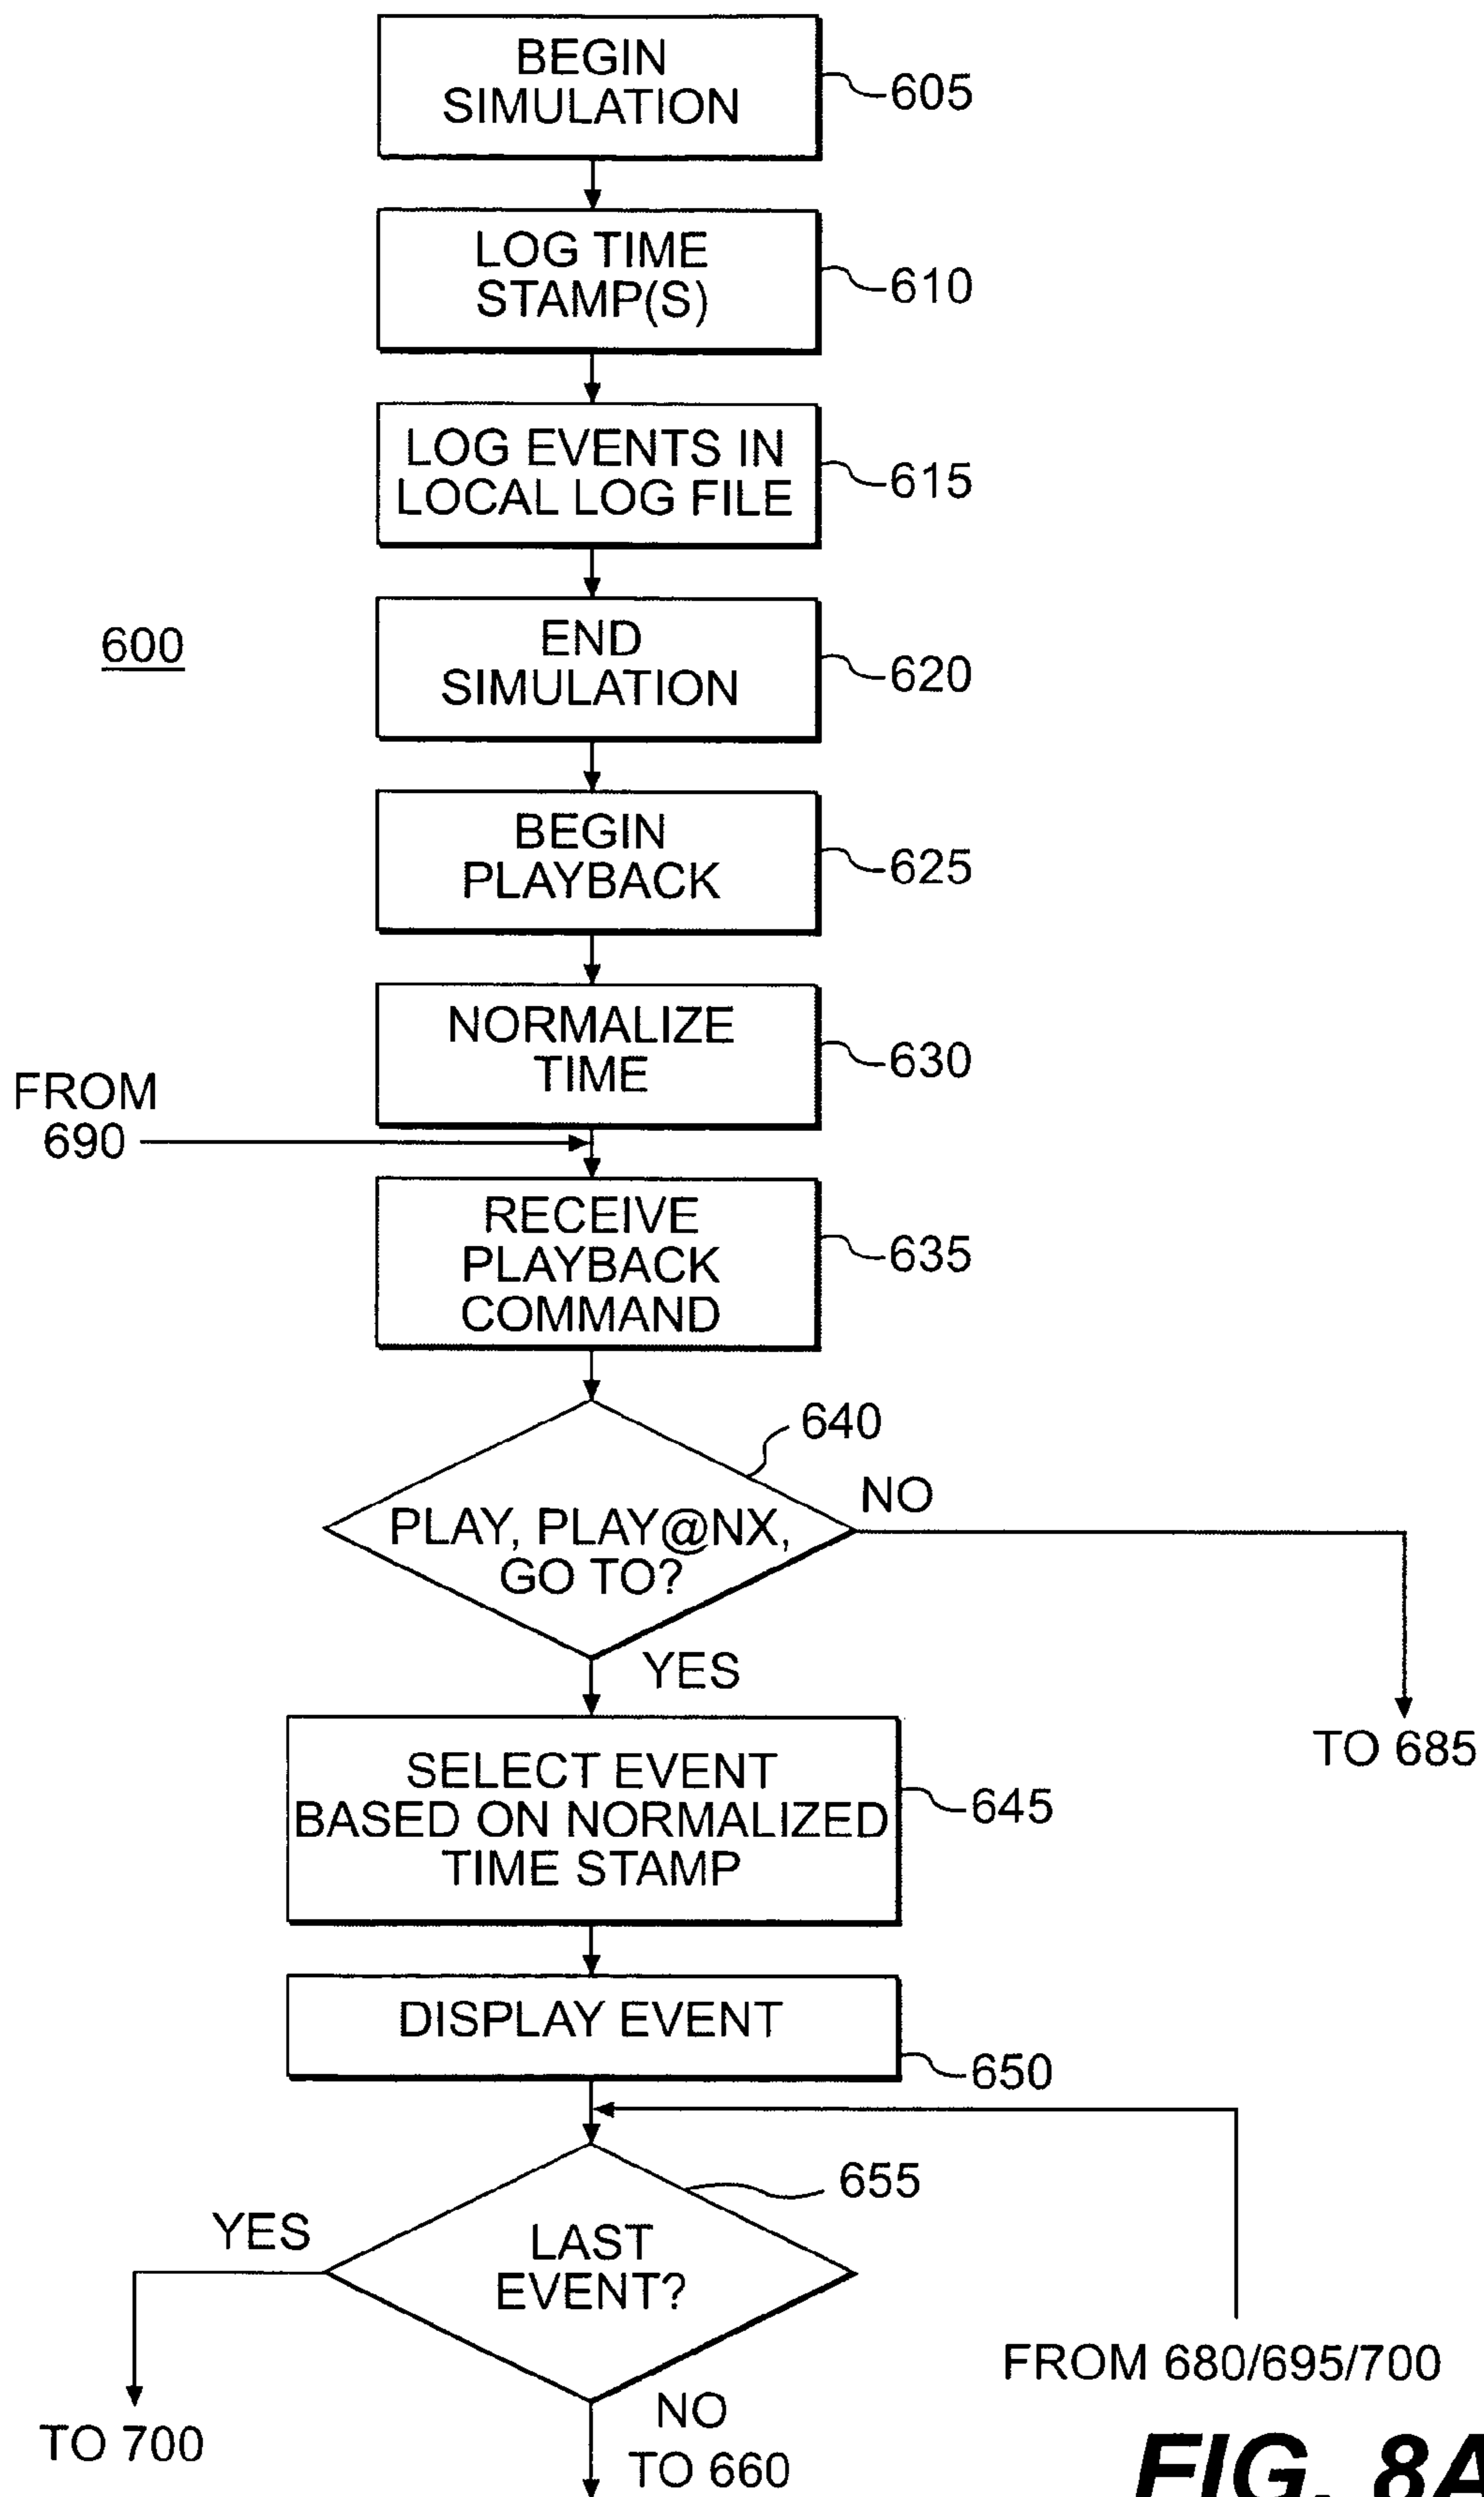 BEGIN
SIMULATION
605
LOG TIME
STAMP(S)
610
LOG EVENTS IN
LOCAL LOG FILE
615
600
END
SIMULATION
620
BEGIN
PLAYBACK
625
NORMALIZE
TIME
630
FROM
690
RECEIVE
PLAYBACK
COMMAND
635
640
PLAY, PLAY@NX,
GO TO?
NO
TO 685
YES
SELECT EVENT
BASED ON NORMALIZED
TIME STAMP
645
DISPLAY EVENT
650
655
LAST
EVENT?
YES
TO 700
NO
TO 660
FROM 680/695/700
FIG. 8A